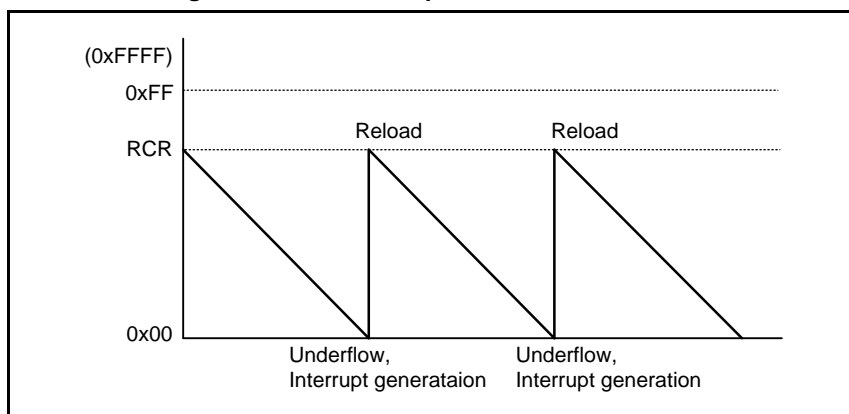 (0xFFFF)
0xFF
Reload
Reload
RCR
0x00
Underflow,
Interrupt generataion
Underflow,
Interrupt generation